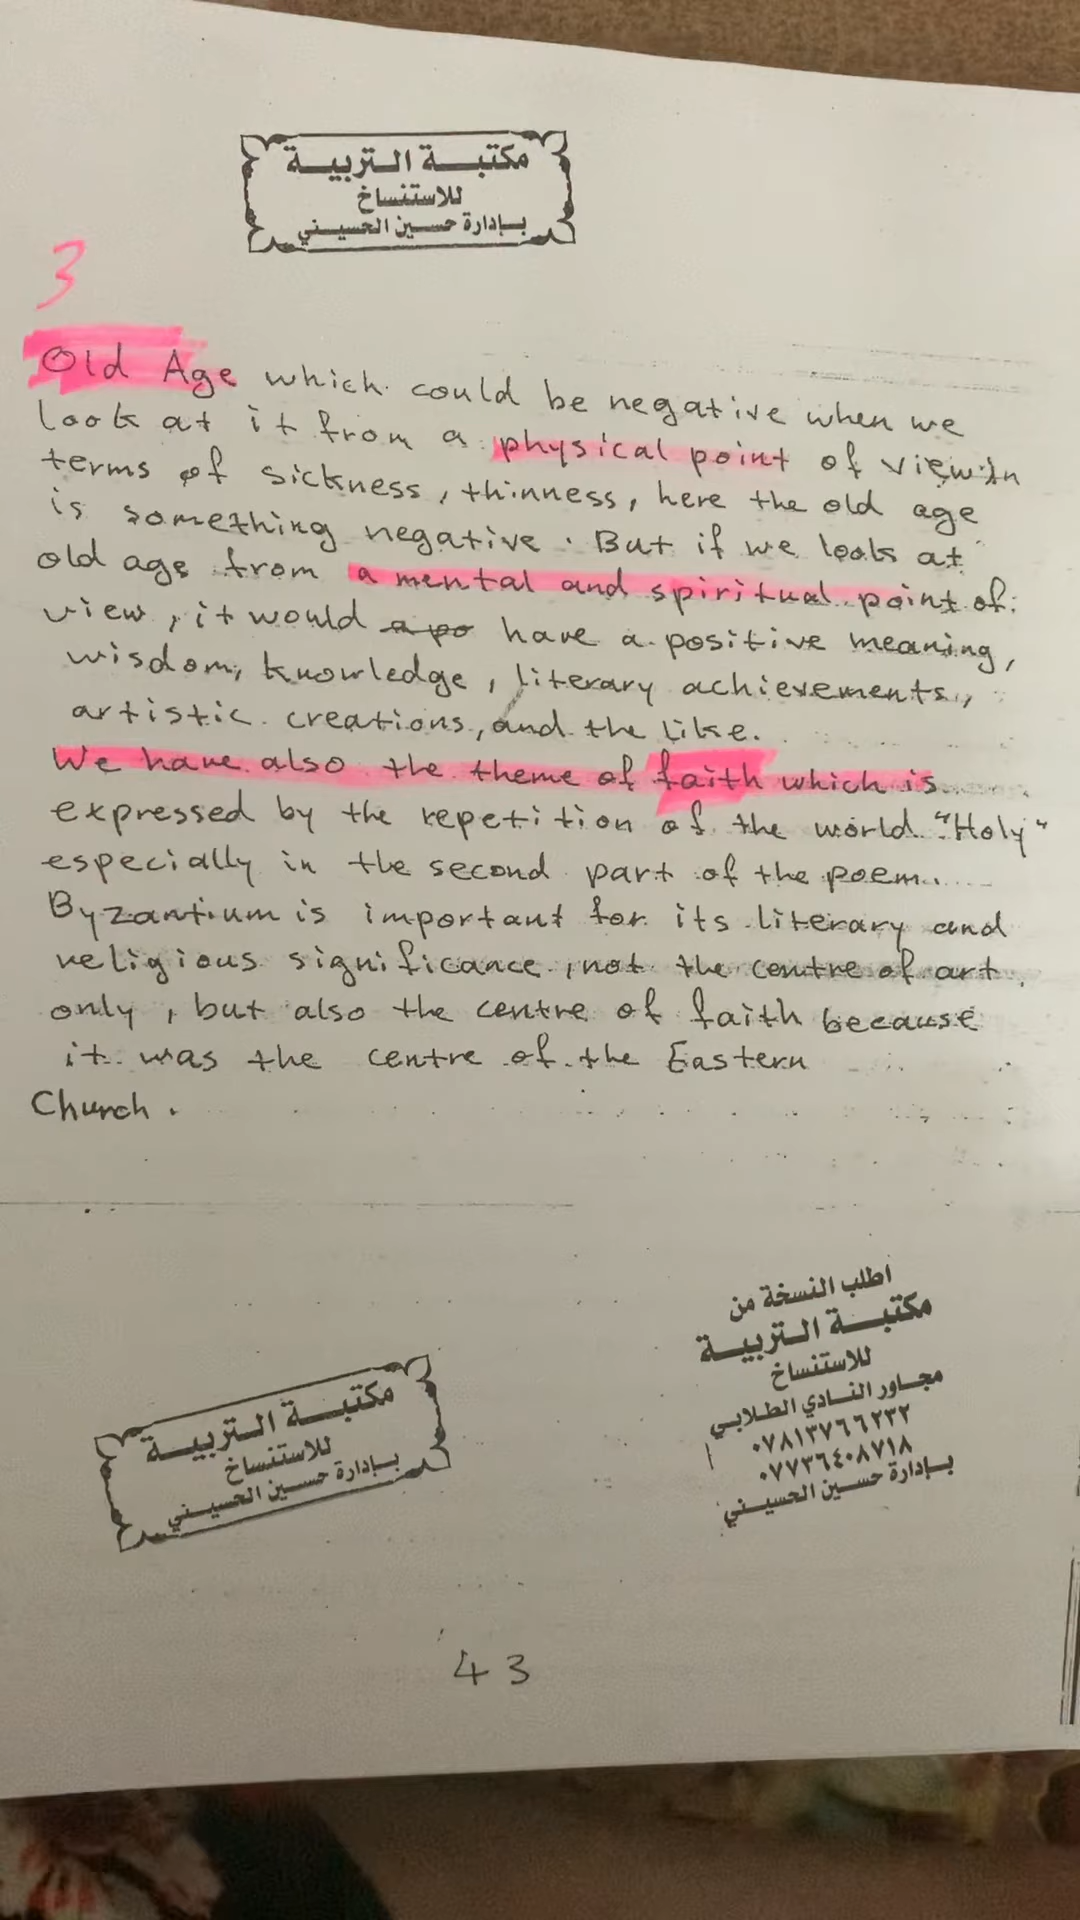 مكتبة التربية
للاستنساخ
بإدارة حسين الحسيني
3
Old Age which could be negative when we
look at it from a physical point of view in
terms of sickness, thinness, here the old age
is something negative. But if we look at
old age from a mental and spiritual point of
view, it would a po have a positive meaning,
wisdom, knowledge, literary achievements,
artistic creations, and the like.
We have also the theme of faith which is
expressed by the repetition of the world "Holy"
especially in the second part of the poem.
Byzantium is important for its literary and
religious significance, not the centre of art
only, but also the centre of faith because
it was the centre of the Eastern
Church.
اطلب النسخة من
مكتبة التربية
للاستنساخ
مجاور النادي الطلابي
٠٧٨١٣٧٦٦٢٣٢
٠٧٧٣٦٤٠٨٧١٨
بإدارة حسين الحسيني
مكتبة التربية
للاستنساخ
بإدارة حسين الحسيني
43